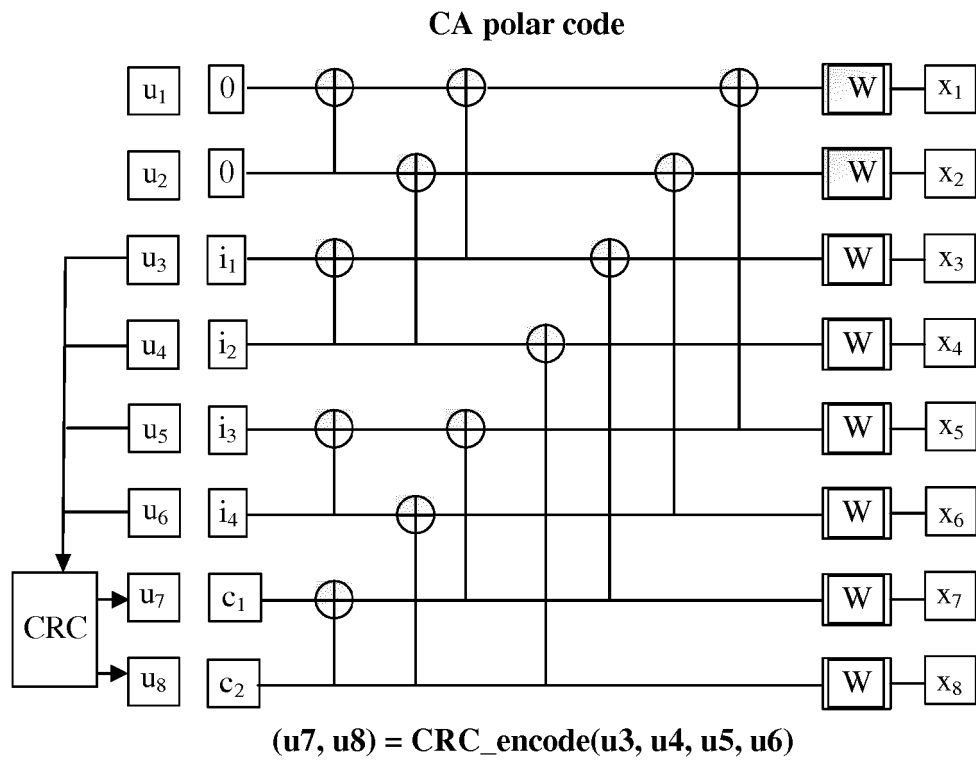 CA polar code
u1 0 W x1
u2 0 W x2
u3 i1 W x3
u4 i2 W x4
u5 i3 W x5
u6 i4 W x6
CRC u7 c1 W x7
u8 c2 W x8
(u7, u8) = CRC_encode(u3, u4, u5, u6)